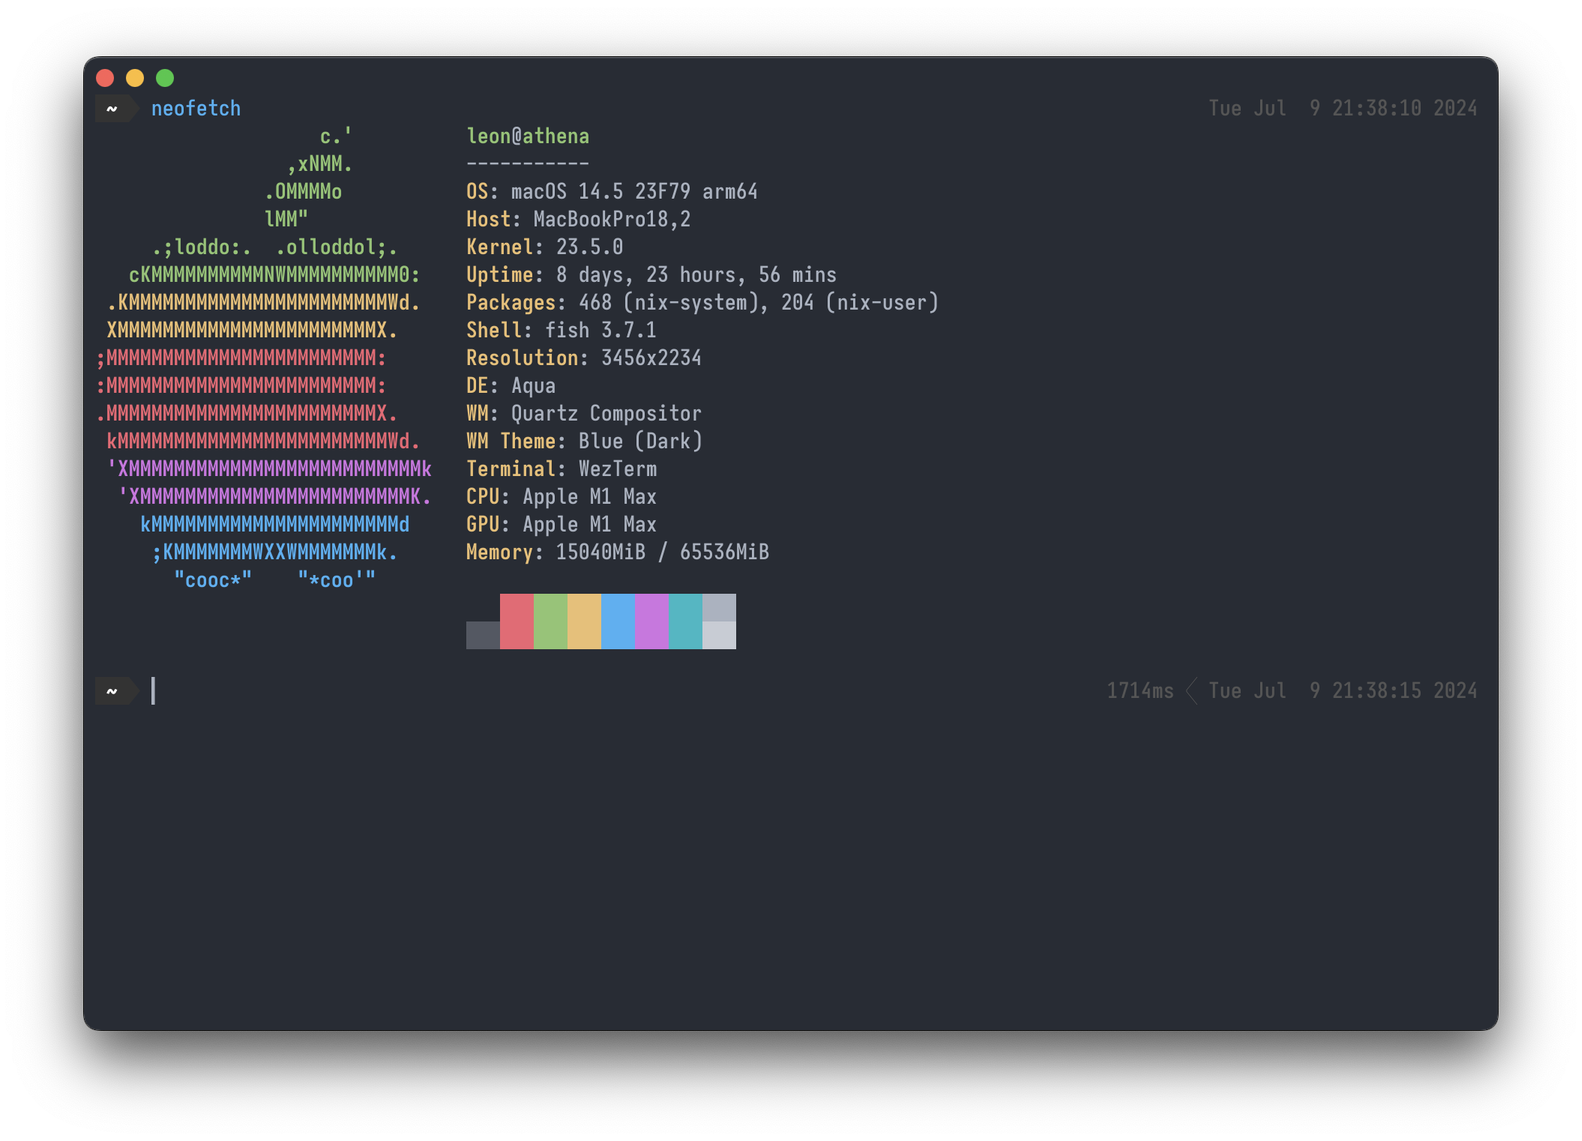 ~ neofetch Tue Jul  9 21:38:10 2024
                    c.'          leon@athena
                 ,xNMM.          -----------
               .OMMMMo           OS: macOS 14.5 23F79 arm64
               lMM"              Host: MacBookPro18,2
     .;loddo:.  .olloddol;.      Kernel: 23.5.0
   cKMMMMMMMMMMNWMMMMMMMMMM0:    Uptime: 8 days, 23 hours, 56 mins
 .KMMMMMMMMMMMMMMMMMMMMMMMWd.    Packages: 468 (nix-system), 204 (nix-user)
 XMMMMMMMMMMMMMMMMMMMMMMMX.      Shell: fish 3.7.1
;MMMMMMMMMMMMMMMMMMMMMMMM:       Resolution: 3456x2234
:MMMMMMMMMMMMMMMMMMMMMMMM:       DE: Aqua
.MMMMMMMMMMMMMMMMMMMMMMMMX.      WM: Quartz Compositor
 kMMMMMMMMMMMMMMMMMMMMMMMMWd.    WM Theme: Blue (Dark)
 'XMMMMMMMMMMMMMMMMMMMMMMMMMMk   Terminal: WezTerm
  'XMMMMMMMMMMMMMMMMMMMMMMMMK.   CPU: Apple M1 Max
    kMMMMMMMMMMMMMMMMMMMMMMd     GPU: Apple M1 Max
     ;KMMMMMMMWXXWMMMMMMMk.      Memory: 15040MiB / 65536MiB
       "cooc*"    "*coo'"
~ 1714ms Tue Jul  9 21:38:15 2024